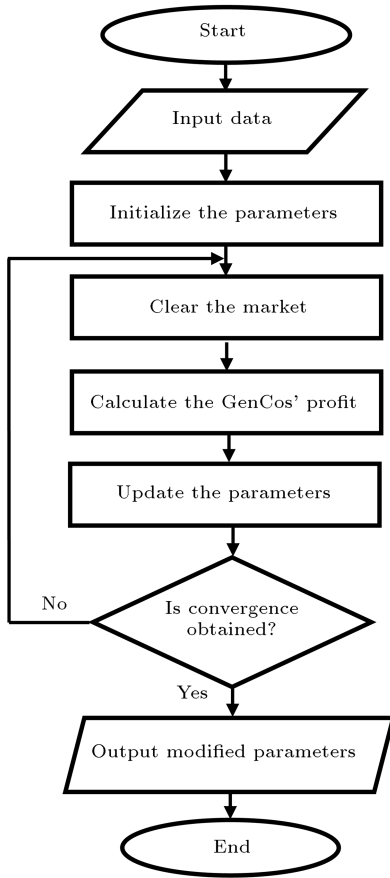 Start
Input data
Initialize the parameters
Clear the market
Calculate the GenCos' profit
Update the parameters
Is convergence
obtained?
No
Yes
Output modified parameters
End